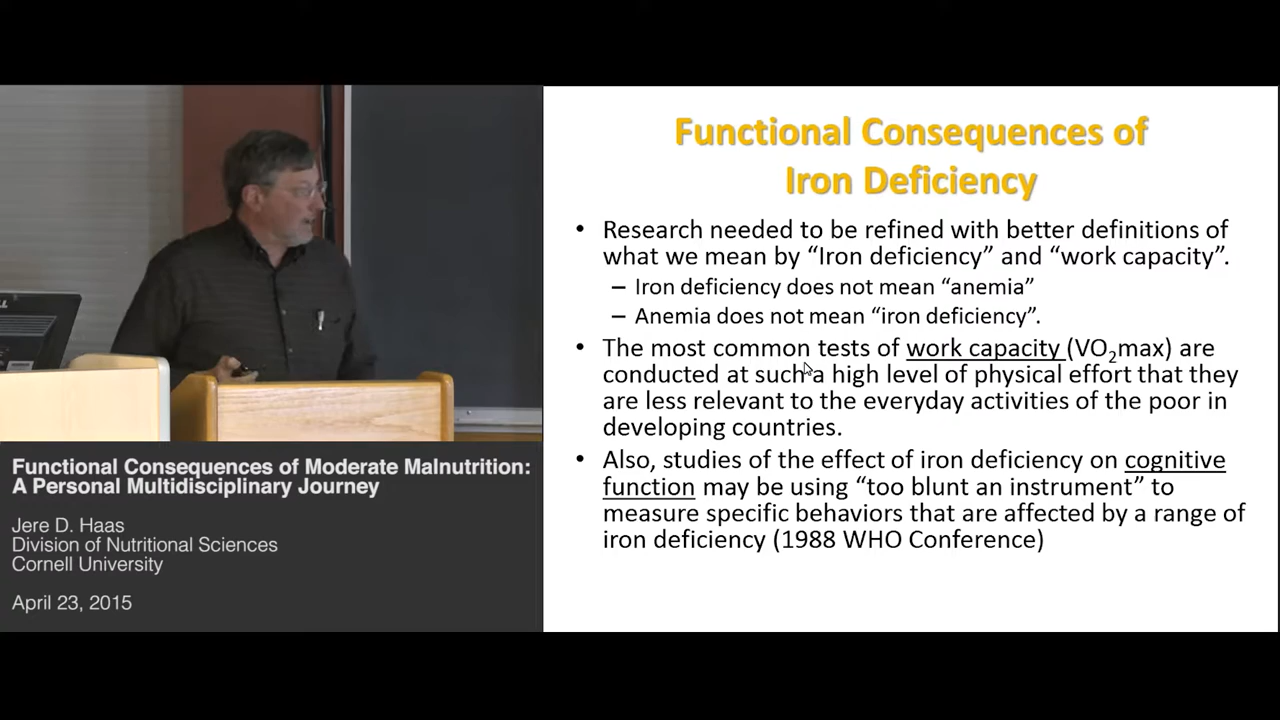 Functional Consequences of
Iron Deficiency
• Research needed to be refined with better definitions of
what we mean by “Iron deficiency” and “work capacity”.
– Iron deficiency does not mean “anemia”
– Anemia does not mean “iron deficiency”.
• The most common tests of work capacity (VO₂max) are
conducted at such a high level of physical effort that they
are less relevant to the everyday activities of the poor in
developing countries.
• Also, studies of the effect of iron deficiency on cognitive
function may be using “too blunt an instrument” to
measure specific behaviors that are affected by a range of
iron deficiency (1988 WHO Conference)
Functional Consequences of Moderate Malnutrition:
A Personal Multidisciplinary Journey
Jere D. Haas
Division of Nutritional Sciences
Cornell University
April 23, 2015